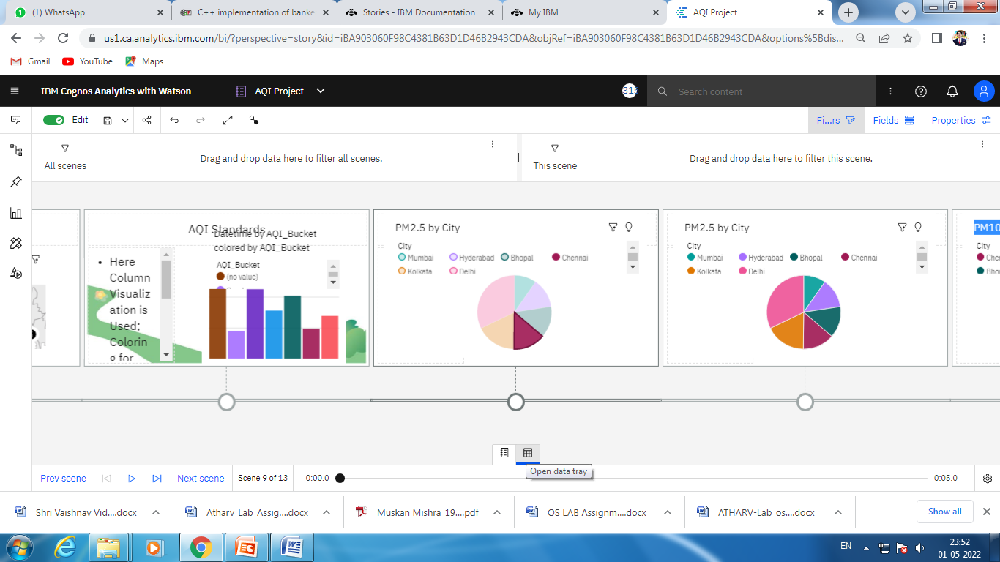 (1) WhatsApp
C++ implementation of banke
Stories - IBM Documentation
My IBM
AQI Project
us1.ca.analytics.ibm.com/bi/?perspective=story&id=iBA903060F98C4381B63D1D46B2943CDA&objRef=iBA903060F98C4381B63D1D46B2943CDA&options%5Bdis...
Gmail
YouTube
Maps
IBM Cognos Analytics with Watson
AQI Project
315
Search content
Edit
Fi...rs
Fields
Properties
All scenes
Drag and drop data here to filter all scenes.
This scene
Drag and drop data here to filter this scene.
AQI Standards
• Here
Column
Visualiz
ation is
Used;
Colorin
g for
Datetime by AQI_Bucket
colored by AQI_Bucket
AQI_Bucket
(no value)
PM2.5 by City
City
Mumbai
Hyderabad
Bhopal
Chennai
Kolkata
Delhi
PM2.5 by City
City
Mumbai
Hyderabad
Bhopal
Chennai
Kolkata
Delhi
PM10
City
Che
Bho
Open data tray
Prev scene
Next scene
Scene 9 of 13
0:00.0
0:05.0
Shri Vaishnav Vid....docx
Atharv_Lab_Assig....docx
Muskan Mishra_19....pdf
OS LAB Assignm....docx
ATHARV-Lab_os....docx
Show all
EN
23:52
01-05-2022